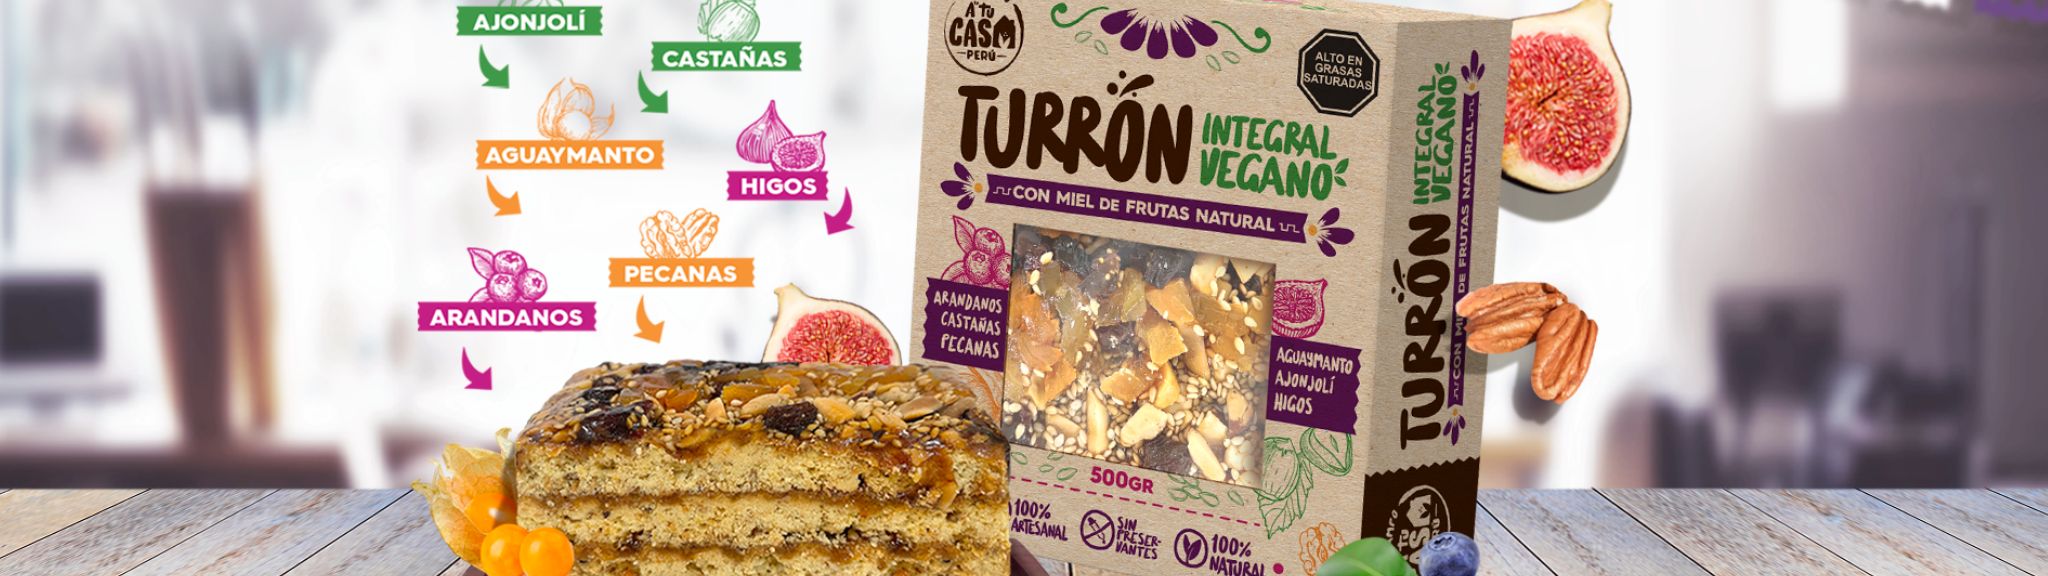 AJONJOLÍ
CASTAÑAS
AGUAYMANTO
HIGOS
PECANAS
ARANDANOS
A TU
CASA
PERÚ
ALTO EN
GRASAS
SATURADAS
TURRÓN
INTEGRAL
VEGANO
CON MIEL DE FRUTAS NATURAL
ARANDANOS
CASTAÑAS
PECANAS
AGUAYMANTO
AJONJOLÍ
HIGOS
500GR
100%
ARTESANAL
SIN
PRESER-
VANTES
100%
NATURAL
TURRÓN
INTEGRAL
VEGANO
CON MIEL DE FRUTAS NATURAL